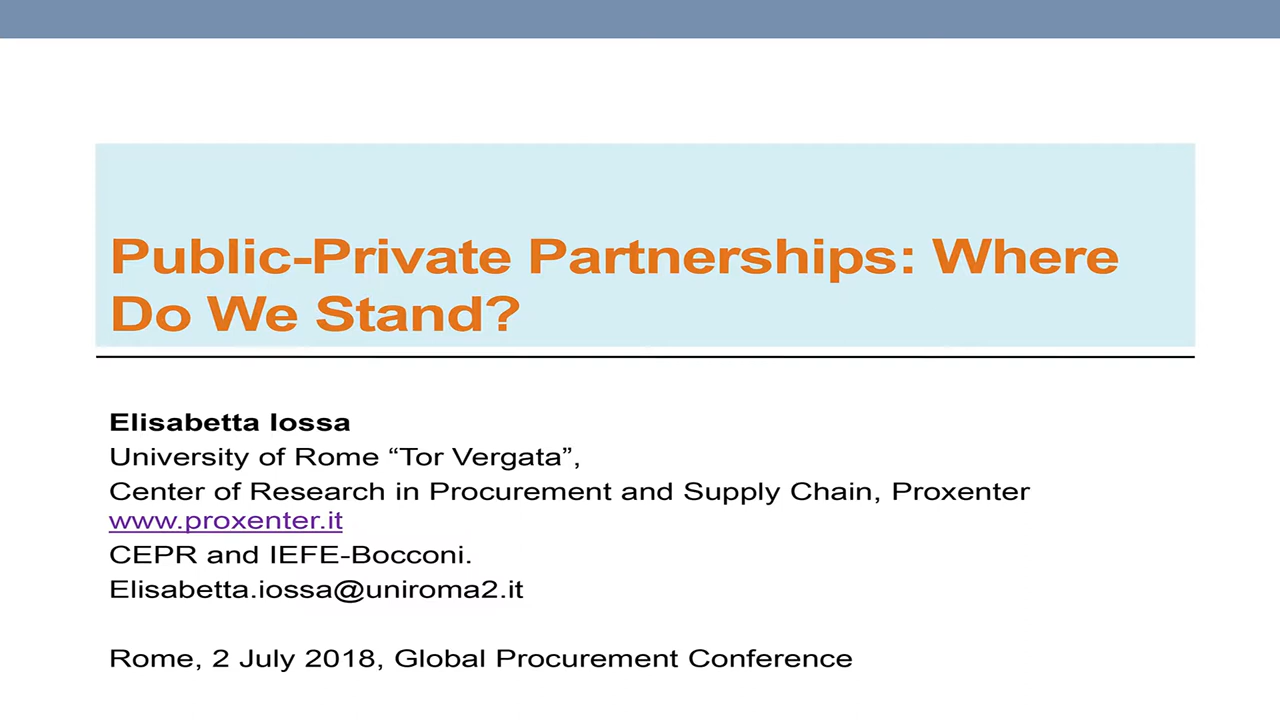 Public-Private Partnerships: Where
Do We Stand?
Elisabetta Iossa
University of Rome “Tor Vergata”,
Center of Research in Procurement and Supply Chain, Proxenter
www.proxenter.it
CEPR and IEFE-Bocconi.
Elisabetta.iossa@uniroma2.it
Rome, 2 July 2018, Global Procurement Conference